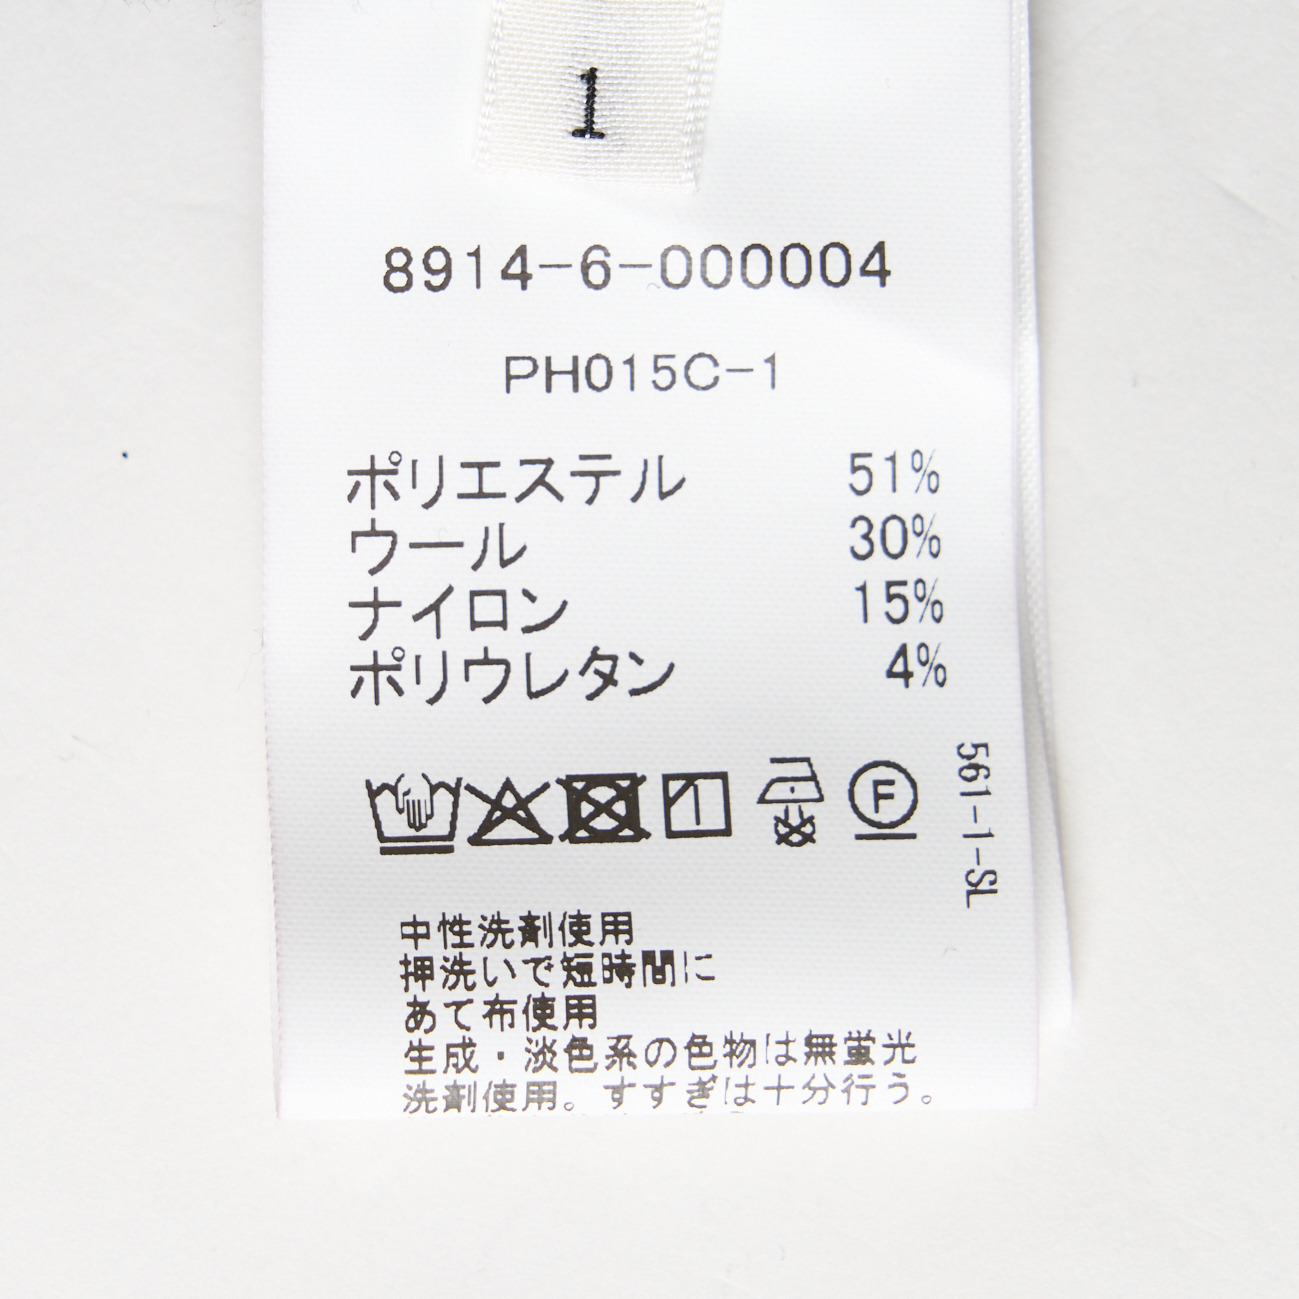 1
8914-6-000004
PH015C-1
ポリエステル 51%
ウール 30%
ナイロン 15%
ポリウレタン 4%
1
F
561-1-SL
中性洗剤使用
押洗いで短時間に
あて布使用
生成・淡色系の色物は無蛍光
洗剤使用。すすぎは十分行う。